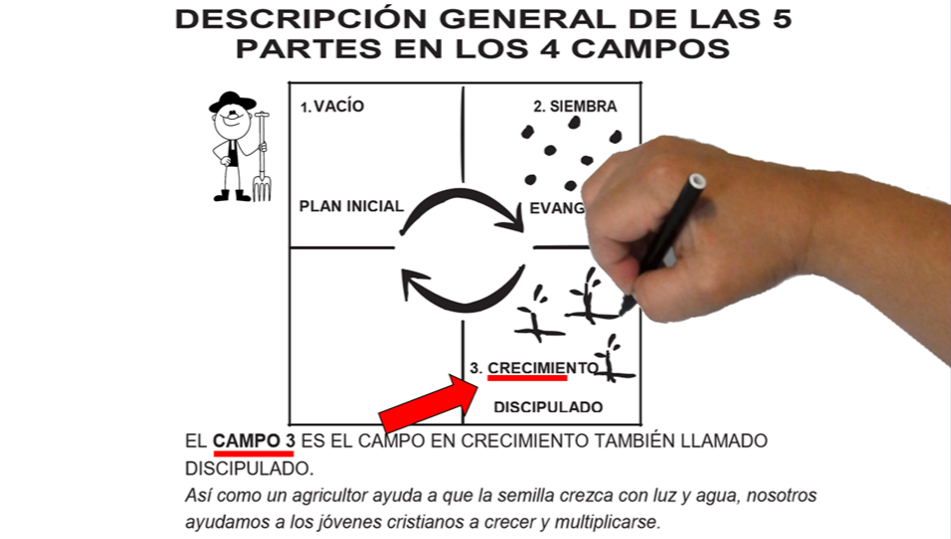 DESCRIPCIÓN GENERAL DE LAS 5
PARTES EN LOS 4 CAMPOS
1. VACÍO
2. SIEMBRA
PLAN INICIAL
EVANG
3. CRECIMIENTO
DISCIPULADO
EL CAMPO 3 ES EL CAMPO EN CRECIMIENTO TAMBIÉN LLAMADO
DISCIPULADO.
Así como un agricultor ayuda a que la semilla crezca con luz y agua, nosotros
ayudamos a los jóvenes cristianos a crecer y multiplicarse.